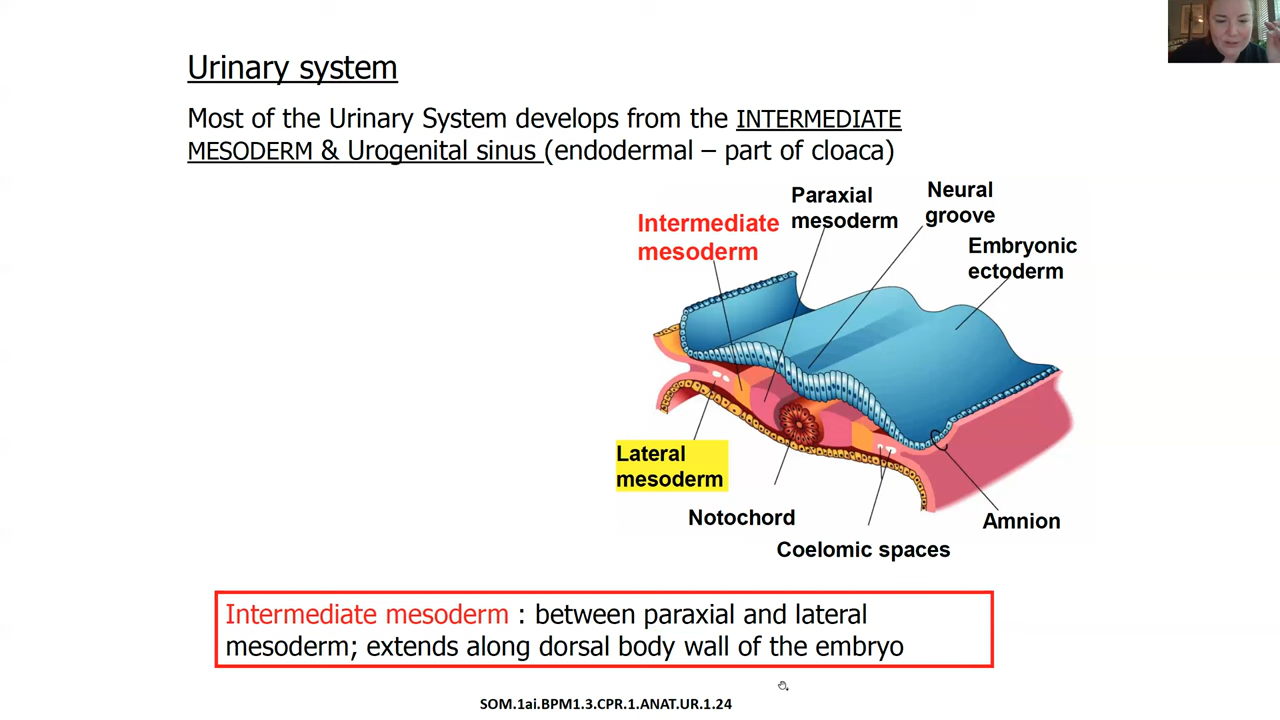 Urinary system
Most of the Urinary System develops from the INTERMEDIATE
MESODERM & Urogenital sinus (endodermal – part of cloaca)
Intermediate
mesoderm
Paraxial
mesoderm
Neural
groove
Embryonic
ectoderm
Lateral
mesoderm
Notochord
Coelomic spaces
Amnion
Intermediate mesoderm : between paraxial and lateral
mesoderm; extends along dorsal body wall of the embryo
SOM.1ai.BPM1.3.CPR.1.ANAT.UR.1.24